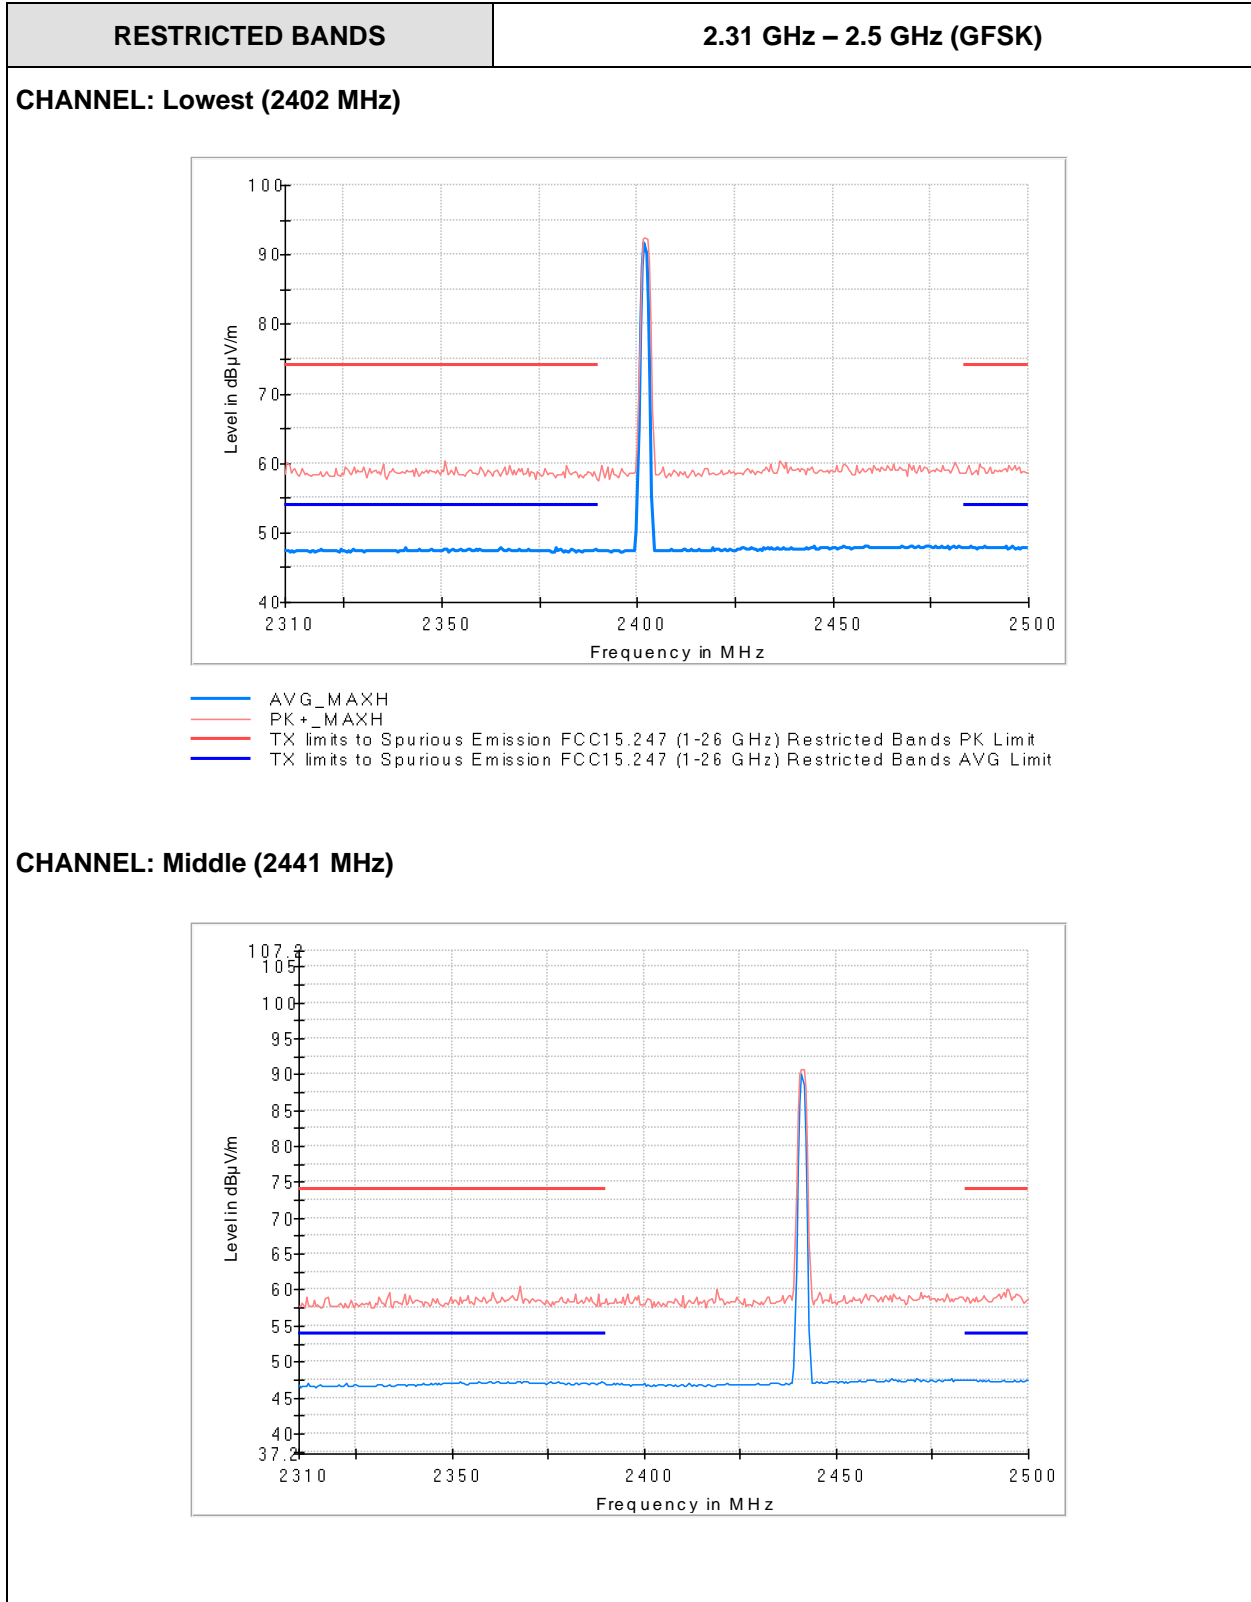 RESTRICTED BANDS
2.31 GHz – 2.5 GHz (GFSK)
CHANNEL: Lowest (2402 MHz)
100
90
80
70
60
50
40
Level in dBµV/m
2310 2350 2400 2450 2500
Frequency in MHz
AVG_MAXH
PK+_MAXH
TX limits to Spurious Emission FCC15.247 (1-26 GHz) Restricted Bands PK Limit
TX limits to Spurious Emission FCC15.247 (1-26 GHz) Restricted Bands AVG Limit
CHANNEL: Middle (2441 MHz)
107.2
105
100
95
90
85
80
75
70
65
60
55
50
45
40
37.2
Level in dBµV/m
2310 2350 2400 2450 2500
Frequency in MHz